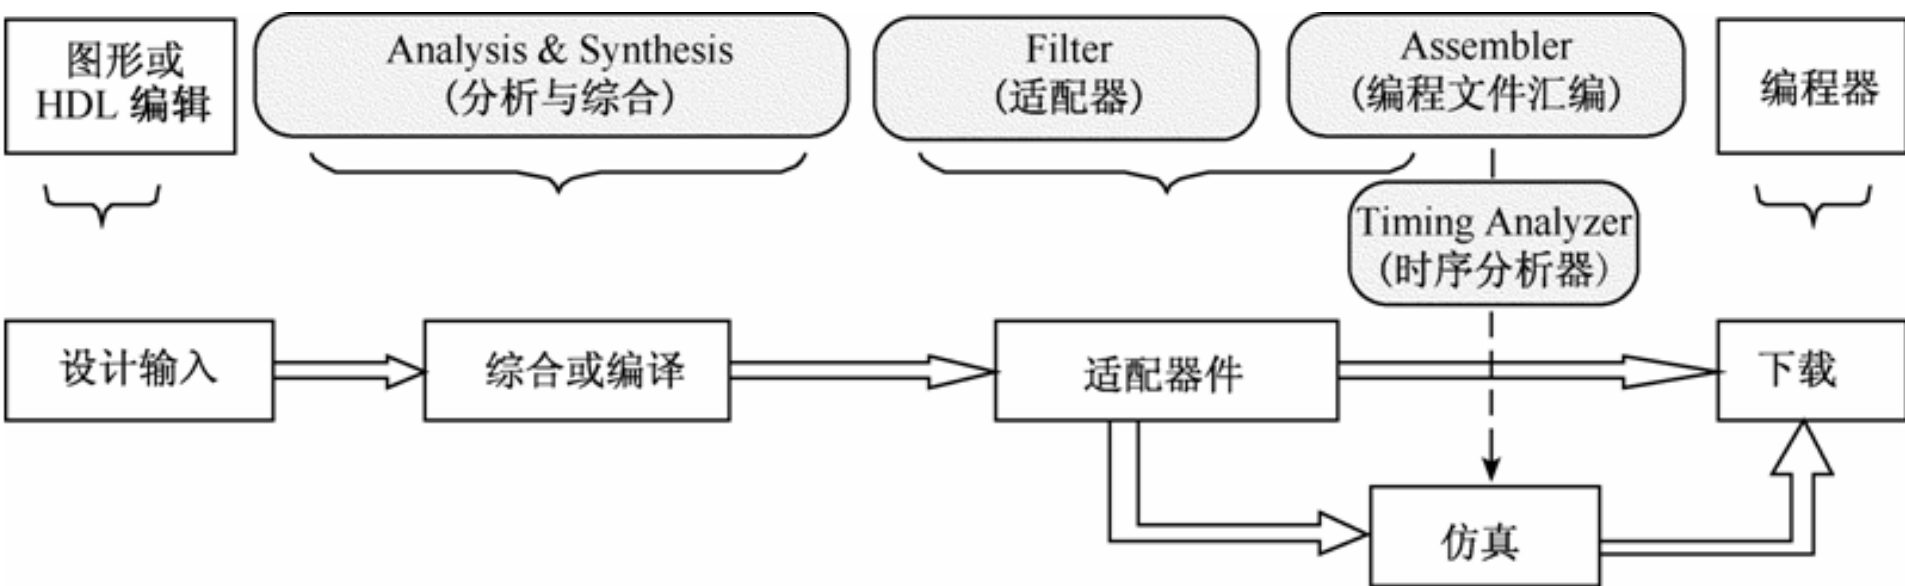 图形或
HDL 编辑
Analysis & Synthesis
(分析与综合)
Filter
(适配器)
Assembler
(编程文件汇编)
编程器
Timing Analyzer
(时序分析器)
设计输入
综合或编译
适配器件
下载
仿真